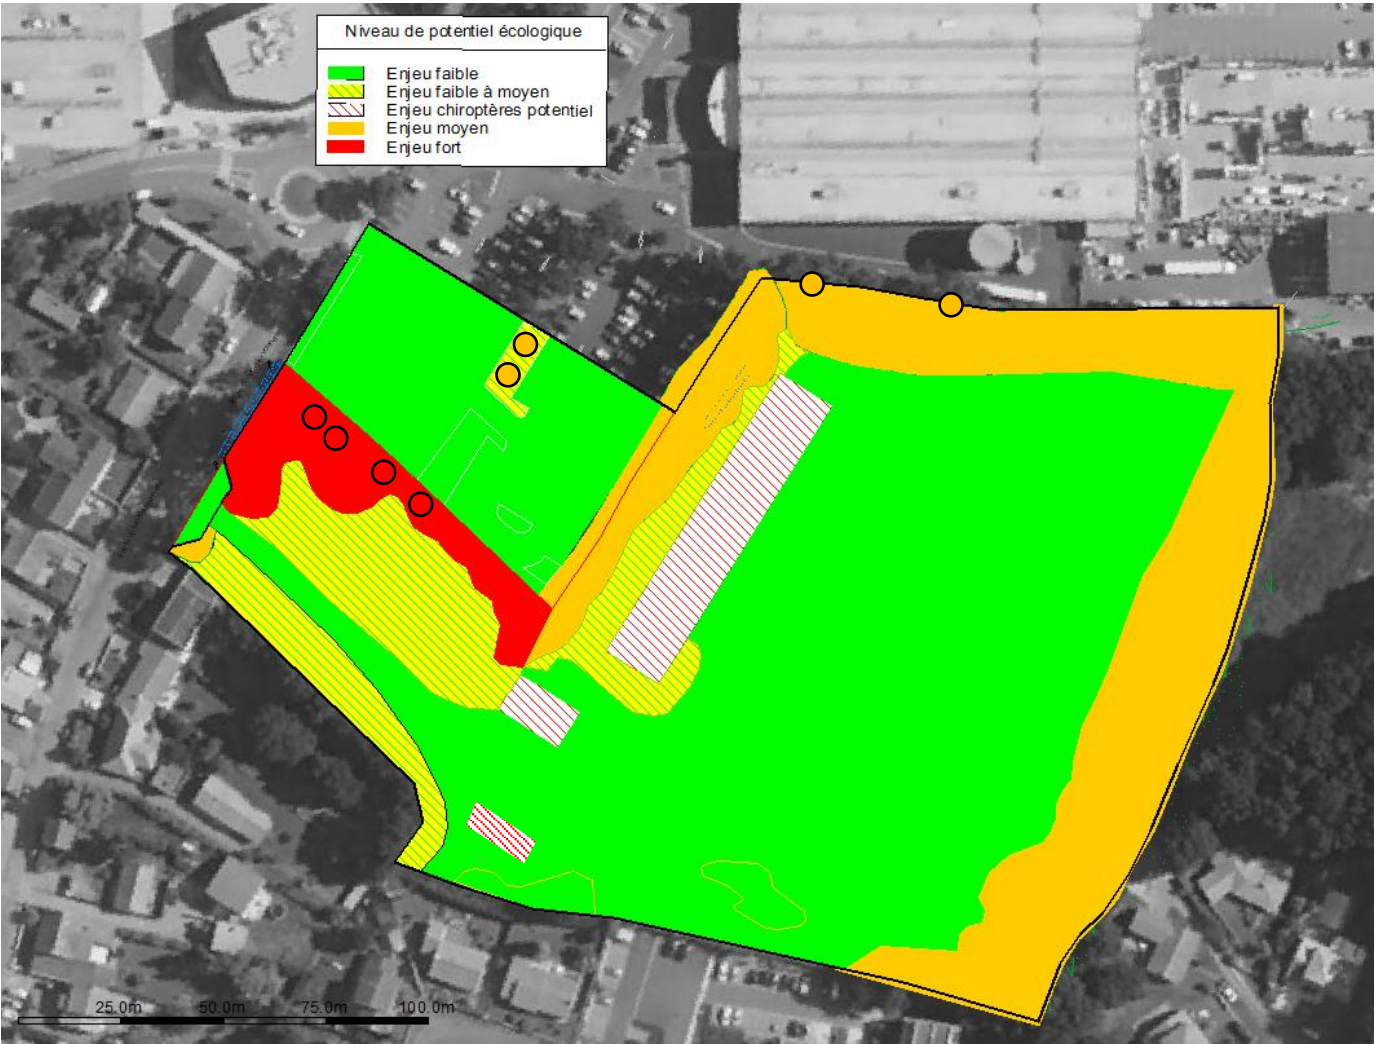 Niveau de potentiel écologique
Enjeu faible
Enjeu faible à moyen
Enjeu chiroptères potentiel
Enjeu moyen
Enjeu fort
25.0m 50.0m 75.0m 100.0m